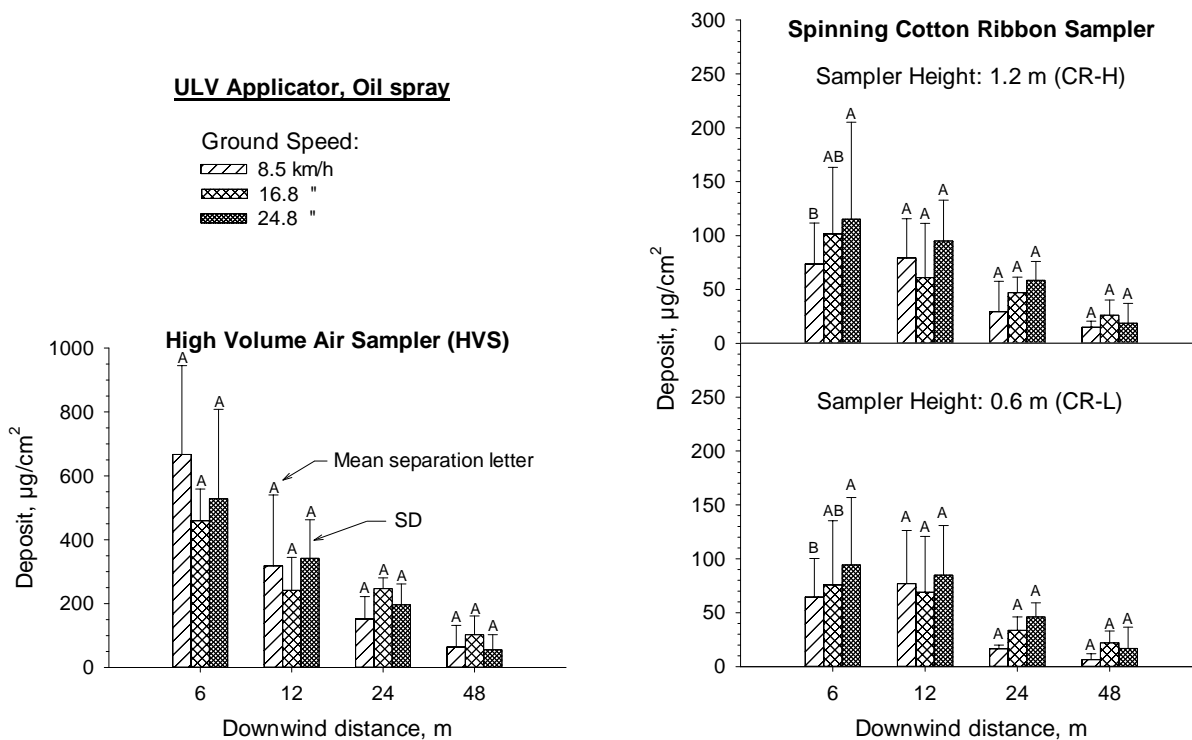 ULV Applicator, Oil spray
Ground Speed:
8.5 km/h
16.8 "
24.8 "
High Volume Air Sampler (HVS)
Deposit, µg/cm²
1000
800
600
400
200
0
A A A
A A A
A A A
A A A
Mean separation letter
SD
6 12 24 48
Downwind distance, m
Spinning Cotton Ribbon Sampler
Sampler Height: 1.2 m (CR-H)
Deposit, µg/cm²
300
250
200
150
100
50
0
B AB A
A A A
A A A
A A A
Sampler Height: 0.6 m (CR-L)
250
200
150
100
50
0
B AB A
A A A
A A A
A A A
6 12 24 48
Downwind distance, m